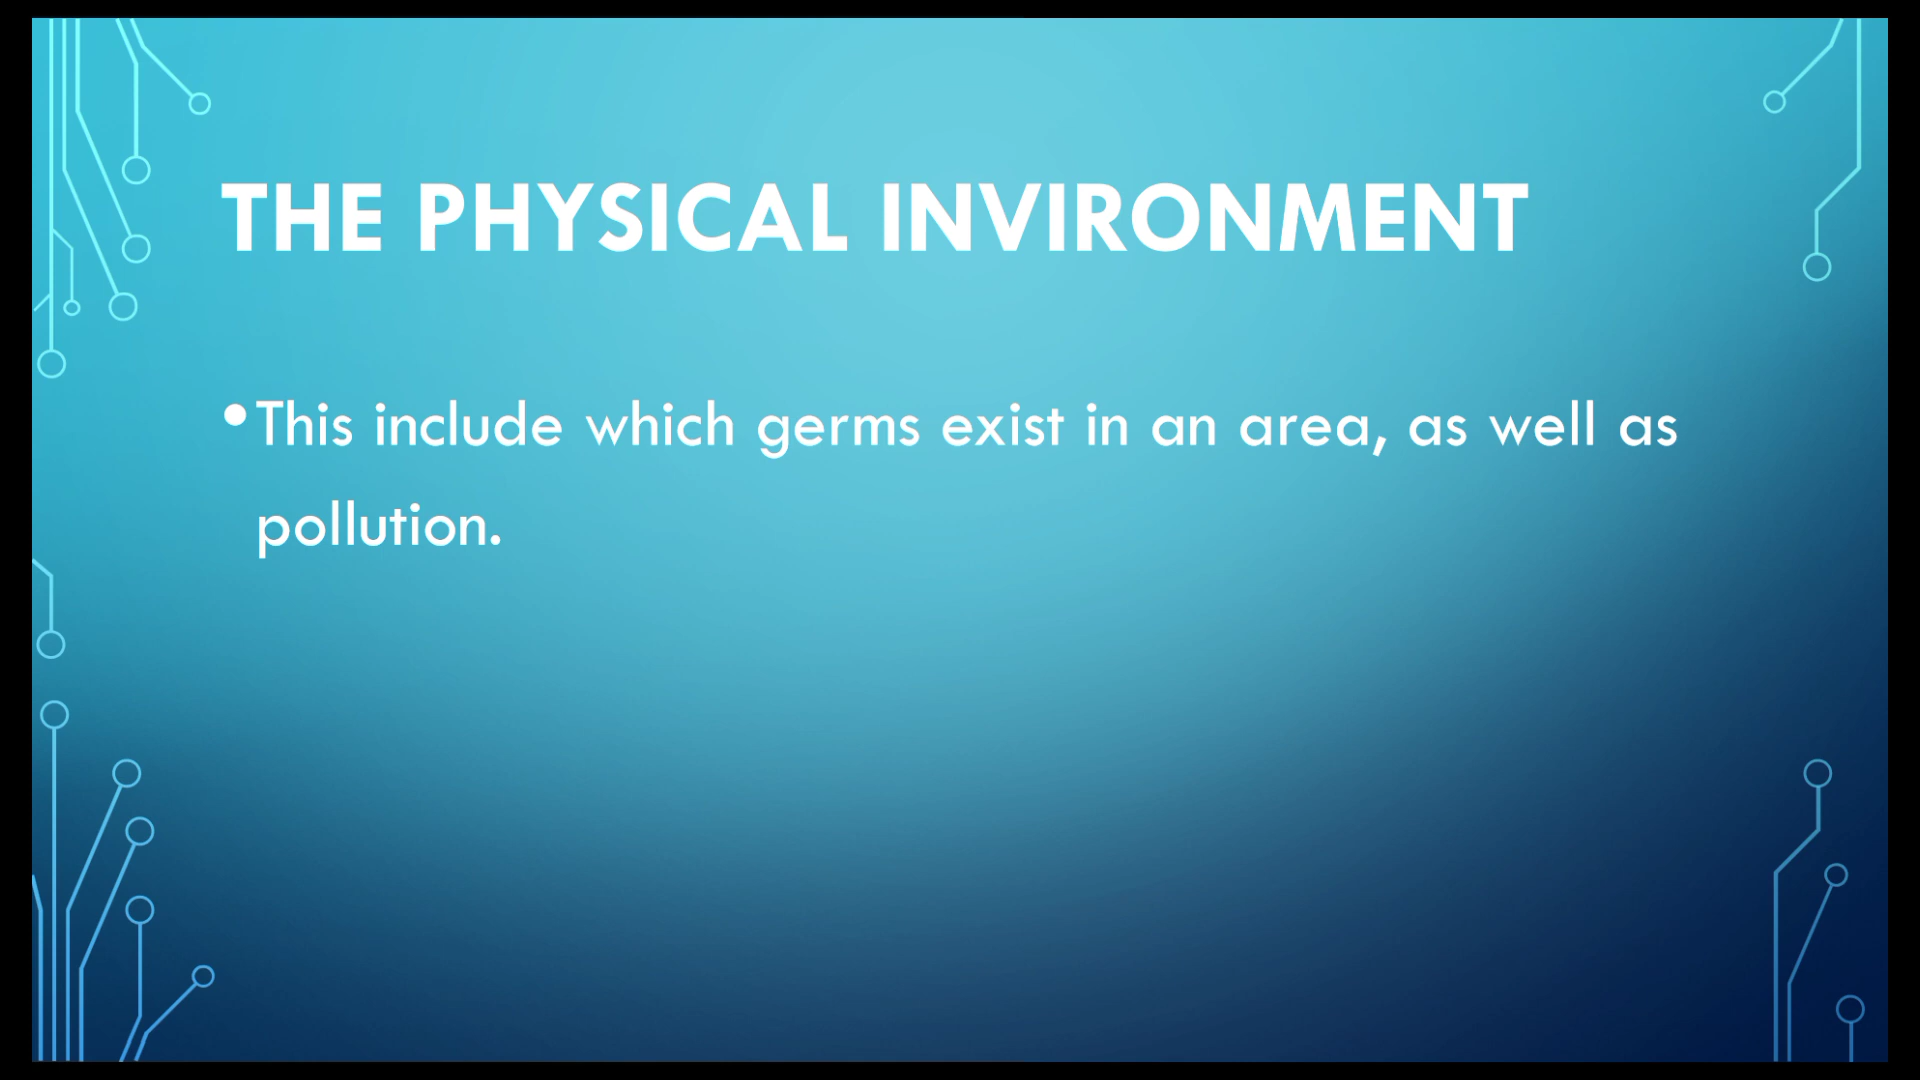 THE PHYSICAL INVIRONMENT
•This include which germs exist in an area, as well as
pollution.